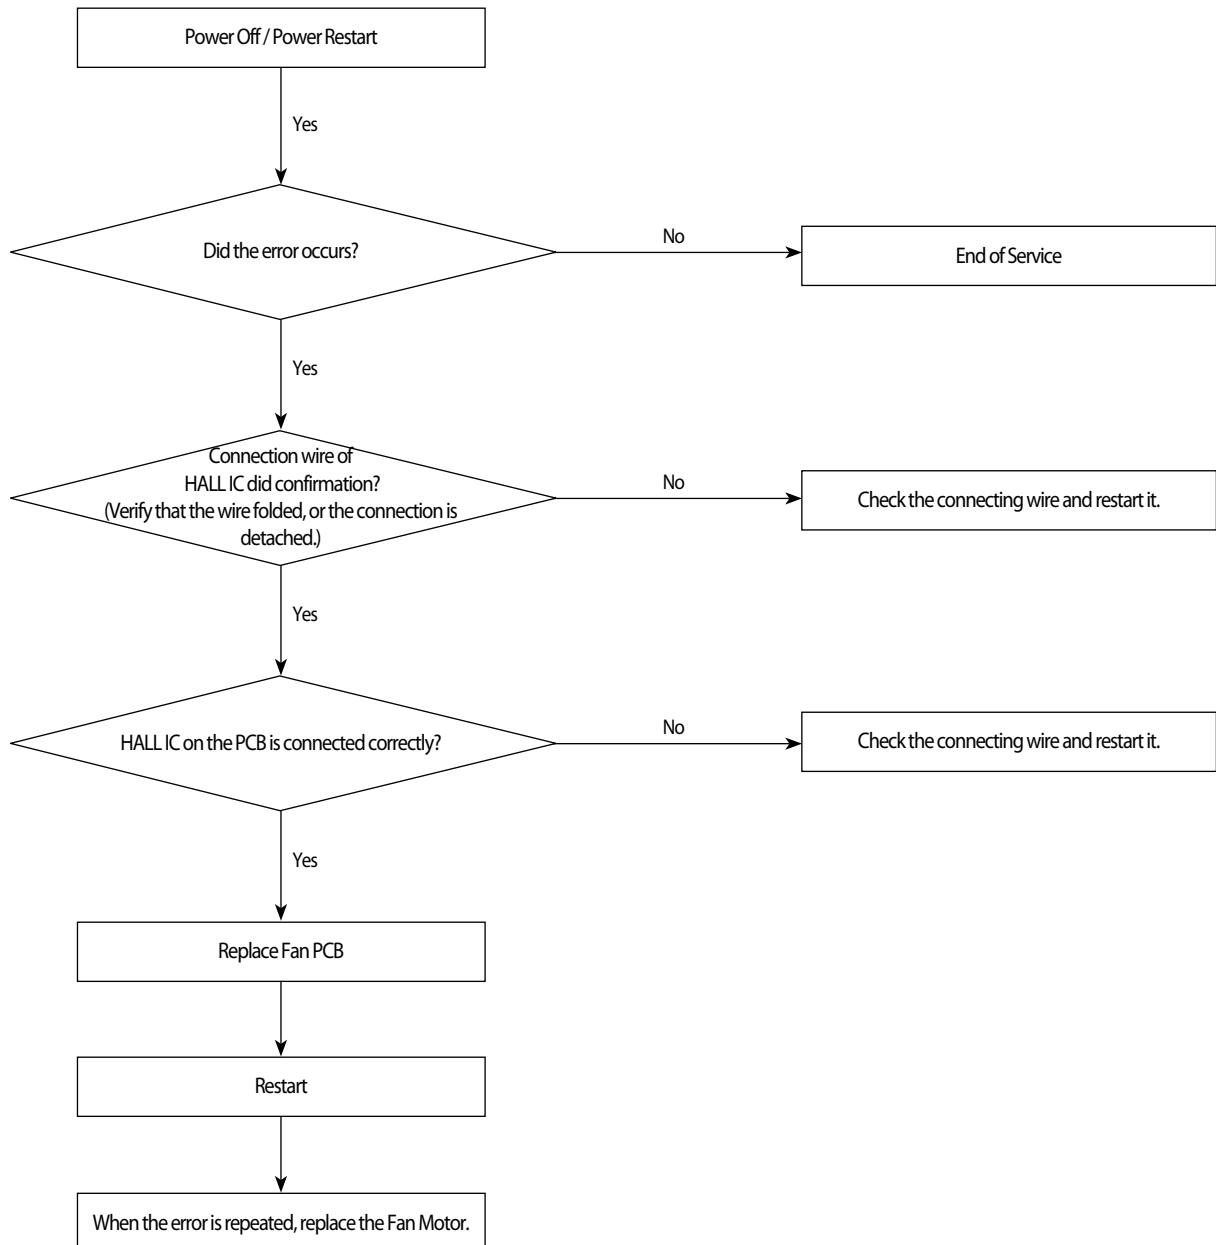 Power Off / Power Restart
Yes
Did the error occurs?
No
End of Service
Yes
Connection wire of
HALL IC did confirmation?
(Verify that the wire folded, or the connection is
detached.)
No
Check the connecting wire and restart it.
Yes
HALL IC on the PCB is connected correctly?
No
Check the connecting wire and restart it.
Yes
Replace Fan PCB
Restart
When the error is repeated, replace the Fan Motor.